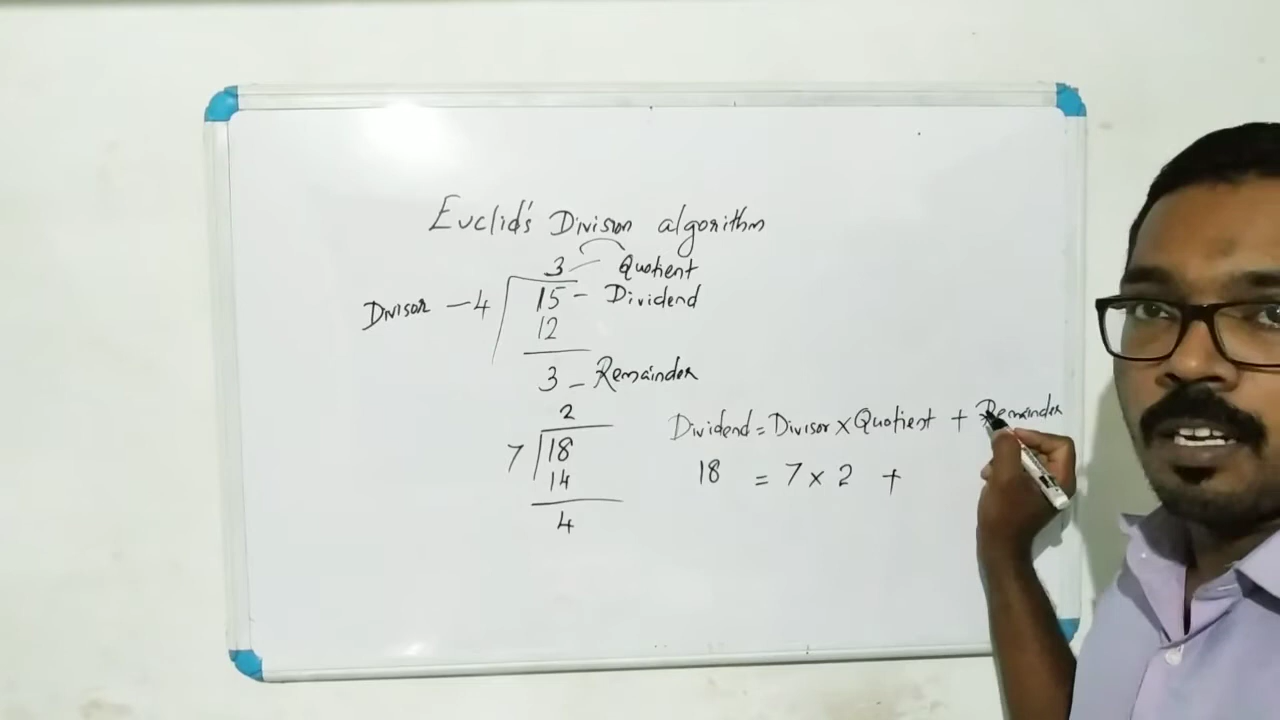 Euclid's Division algorithm
3 - Quotient
Divisor - 4 15 - Dividend
12
3 - Remainder
2
7 18
14
4
Dividend = Divisor × Quotient + Remainder
18 = 7 × 2 +